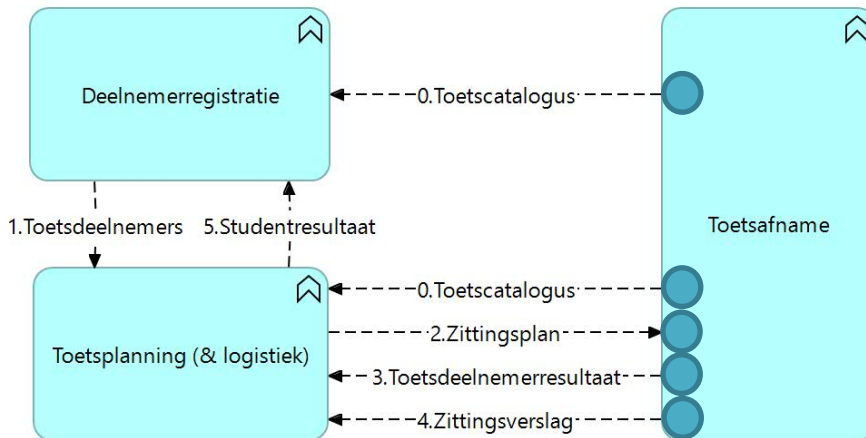 Deelnemerregistratie
0.Toetscatalogus
1.Toetsdeelnemers
5.Studentresultaat
Toetsafname
0.Toetscatalogus
2.Zittingsplan
Toetsplanning (& logistiek)
3.Toetsdeelnemerresultaat
4.Zittingsverslag